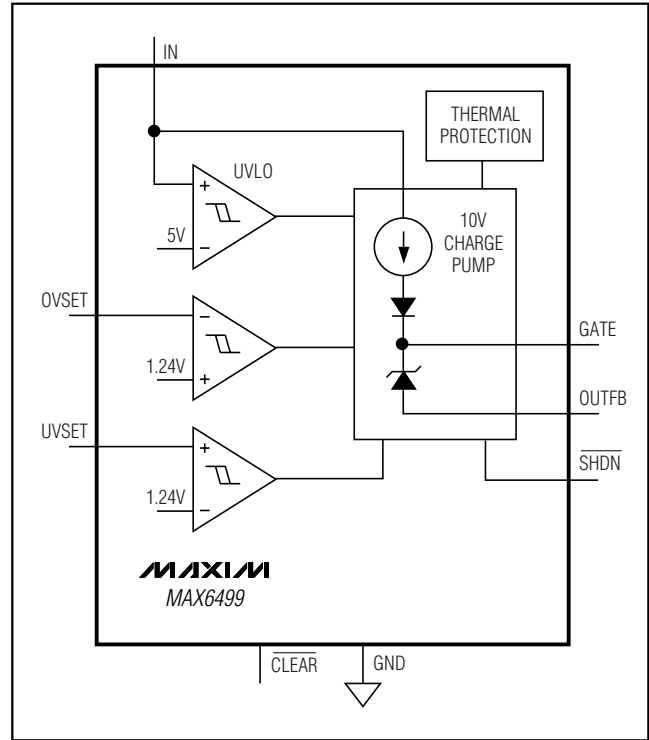 IN
THERMAL
PROTECTION
UVLO
+
5V
−
10V
CHARGE
PUMP
OVSET
−
1.24V
+
GATE
OUTFB
UVSET
+
1.24V
−
SHDN
MAXIM
MAX6499
CLEAR
GND